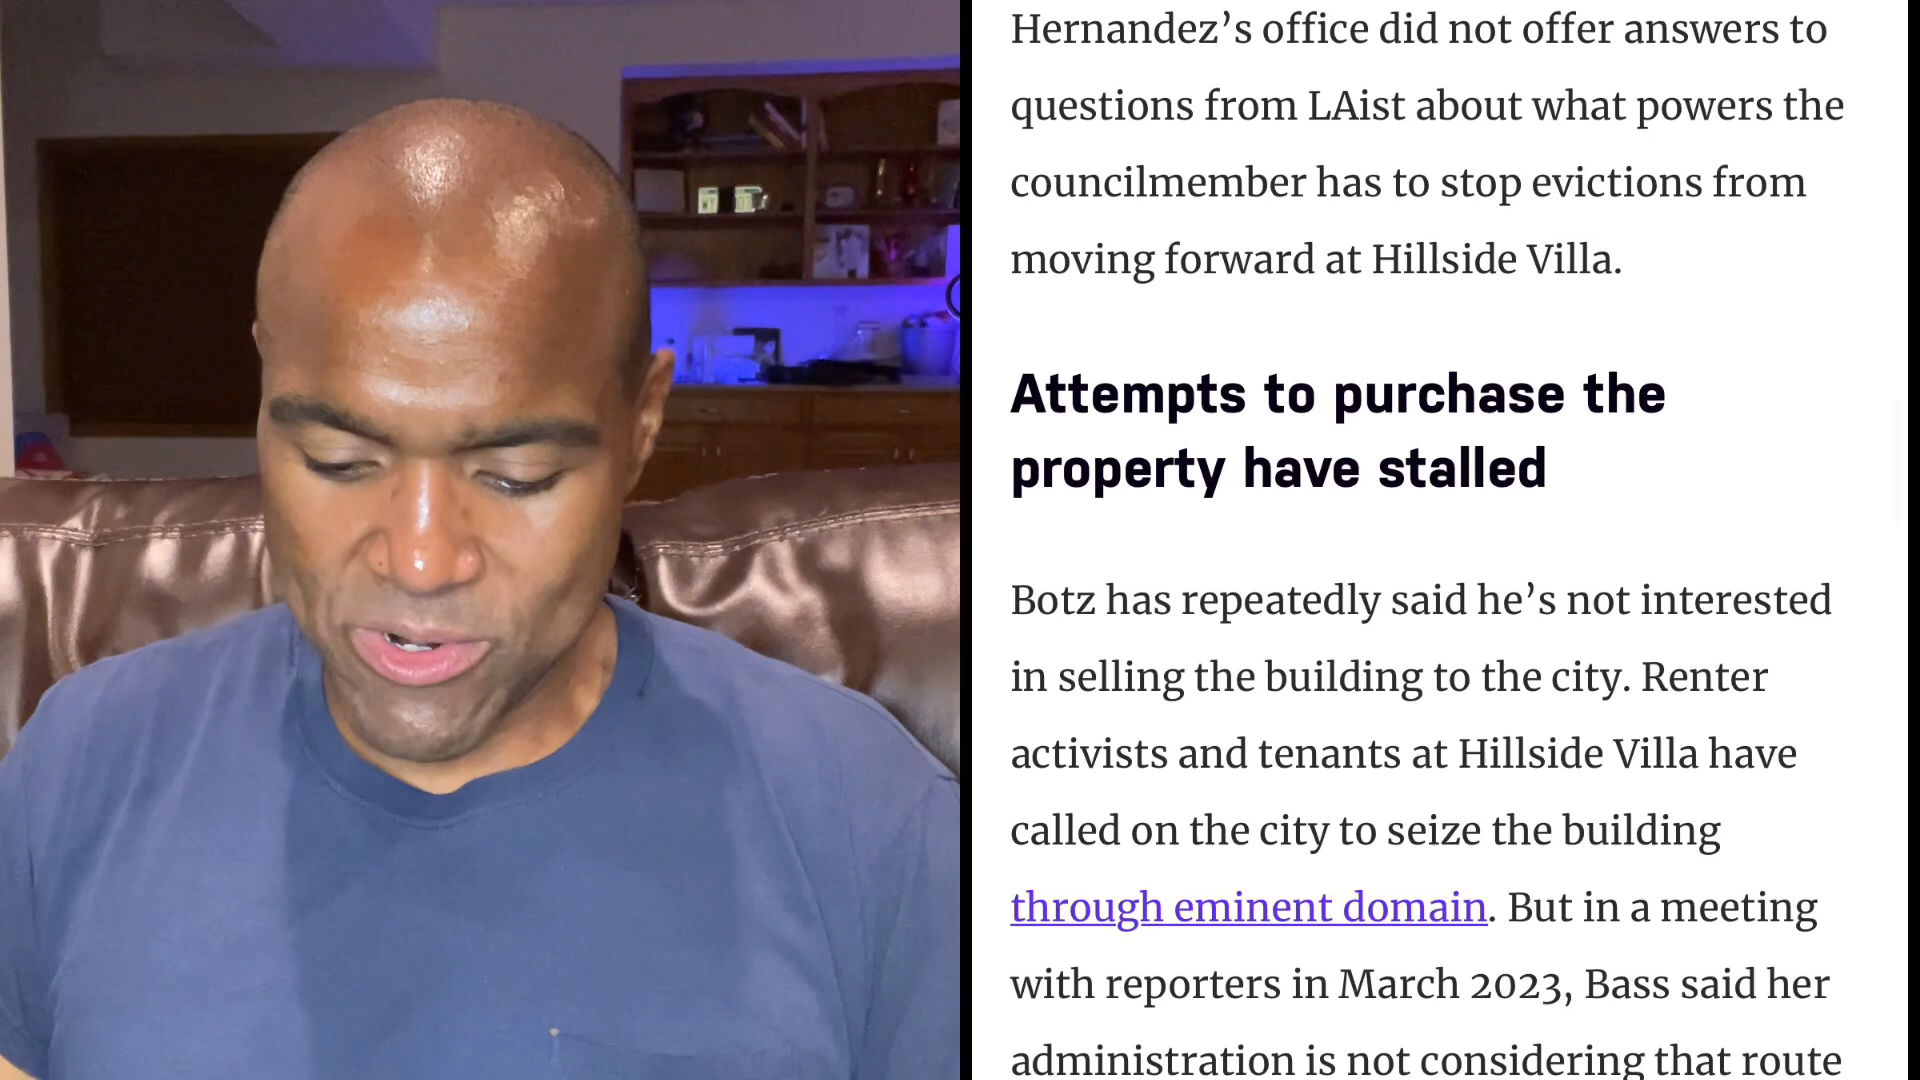 Hernandez’s office did not offer answers to
questions from LAist about what powers the
councilmember has to stop evictions from
moving forward at Hillside Villa.
Attempts to purchase the
property have stalled
Botz has repeatedly said he’s not interested
in selling the building to the city. Renter
activists and tenants at Hillside Villa have
called on the city to seize the building
through eminent domain. But in a meeting
with reporters in March 2023, Bass said her
administration is not considering that route